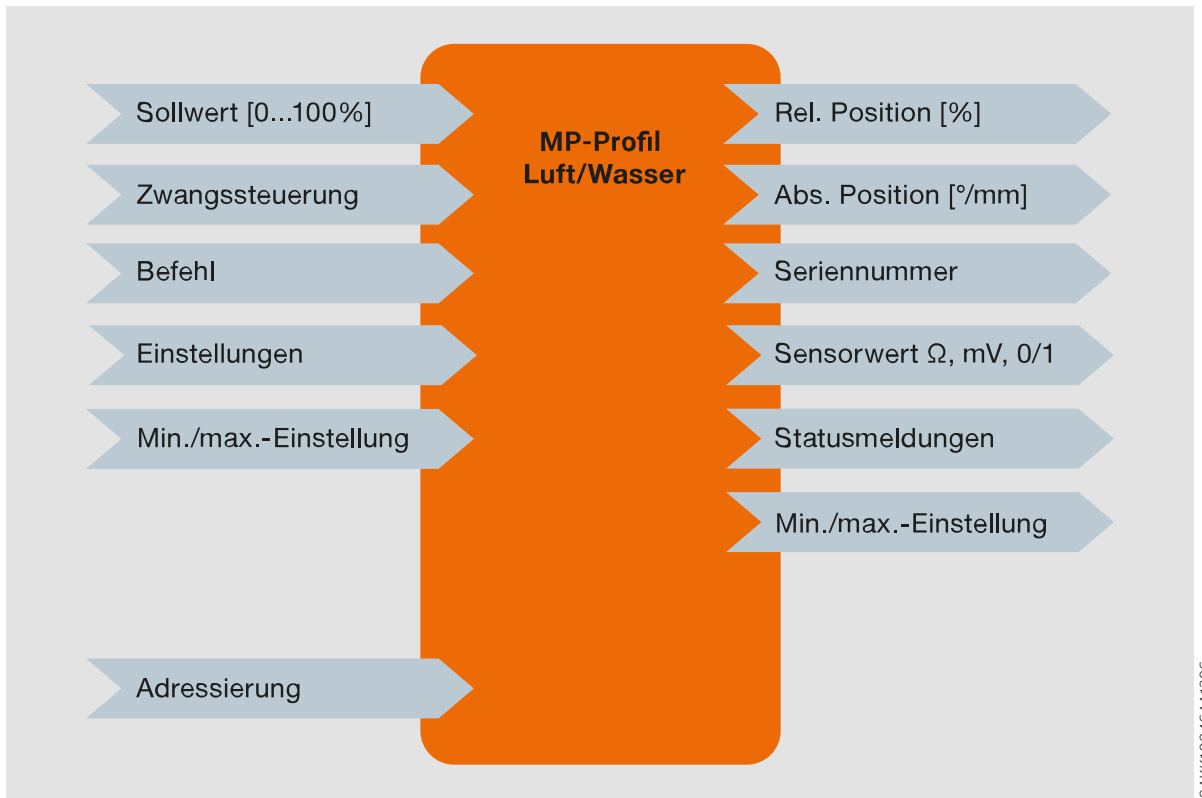 MP-Profil
Luft/Wasser
Sollwert [0...100%]
Zwangssteuerung
Befehl
Einstellungen
Min./max.-Einstellung
Adressierung
Rel. Position [%]
Abs. Position [°/mm]
Seriennummer
Sensorwert Ω, mV, 0/1
Statusmeldungen
Min./max.-Einstellung